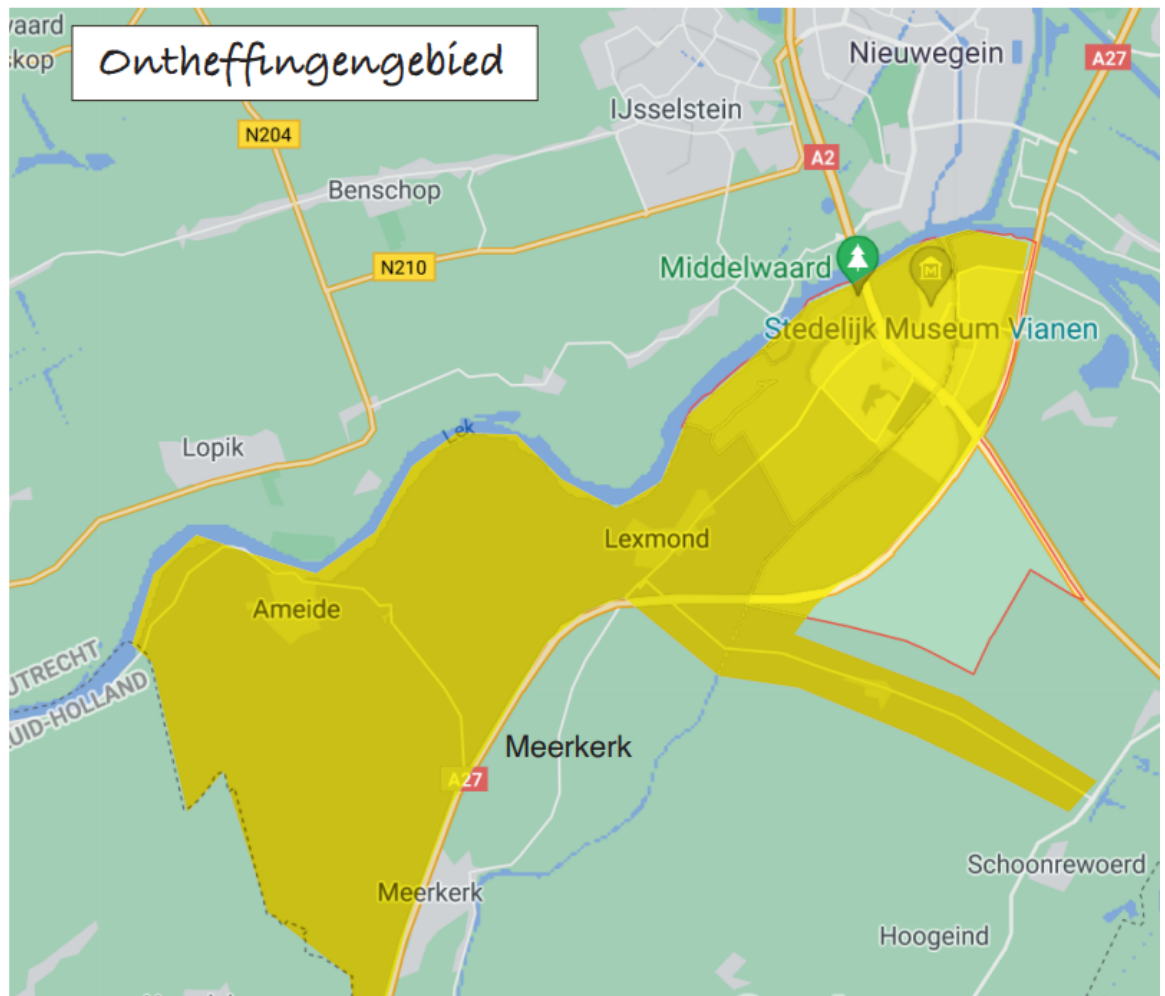 vaard
skop
Ontheffingengebied
Nieuwegein
A27
IJsselstein
N204
A2
Benschop
N210
Middelwaard
M
Stedelijk Museum Vianen
Lek
Lopik
Lexmond
Ameide
UTRECHT
ZUID-HOLLAND
Meerkerk
A27
Meerkerk
Schoonrewoerd
Hoogeind